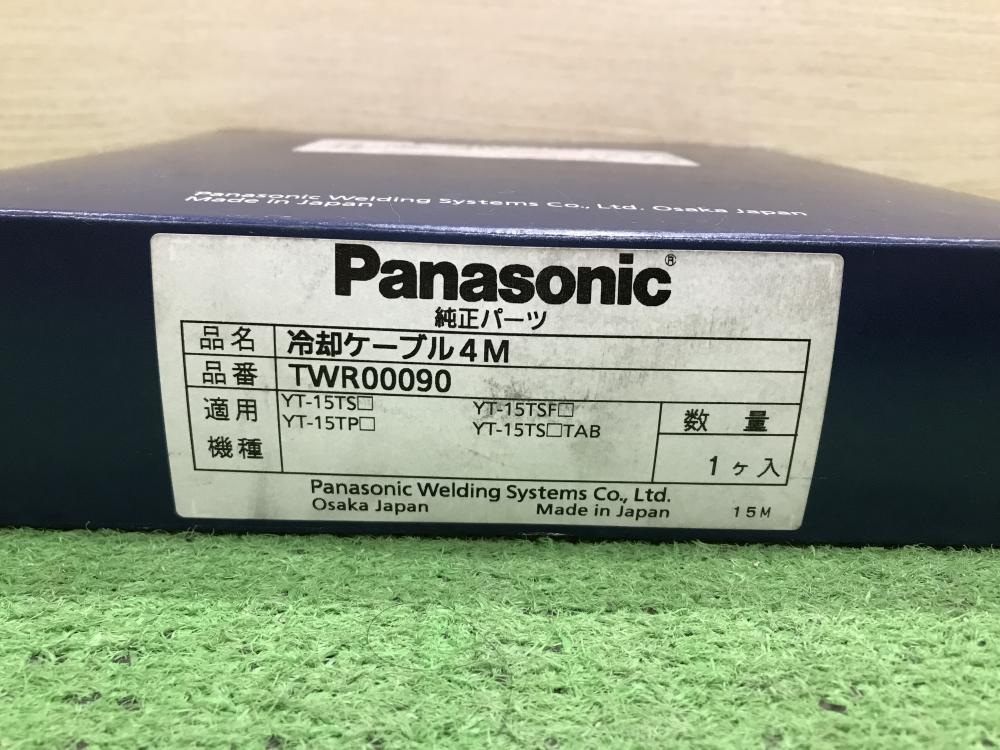 Panasonic Welding Systems Co., Ltd. Osaka Japan
Made in Japan
Panasonic®
純正パーツ
品名 冷却ケーブル4M
品番 TWR00090
適用機種 YT-15TS□ YT-15TSF□
YT-15TP□ YT-15TS□TAB
数量
1ヶ入
Panasonic Welding Systems Co., Ltd.
Osaka Japan Made in Japan 15M